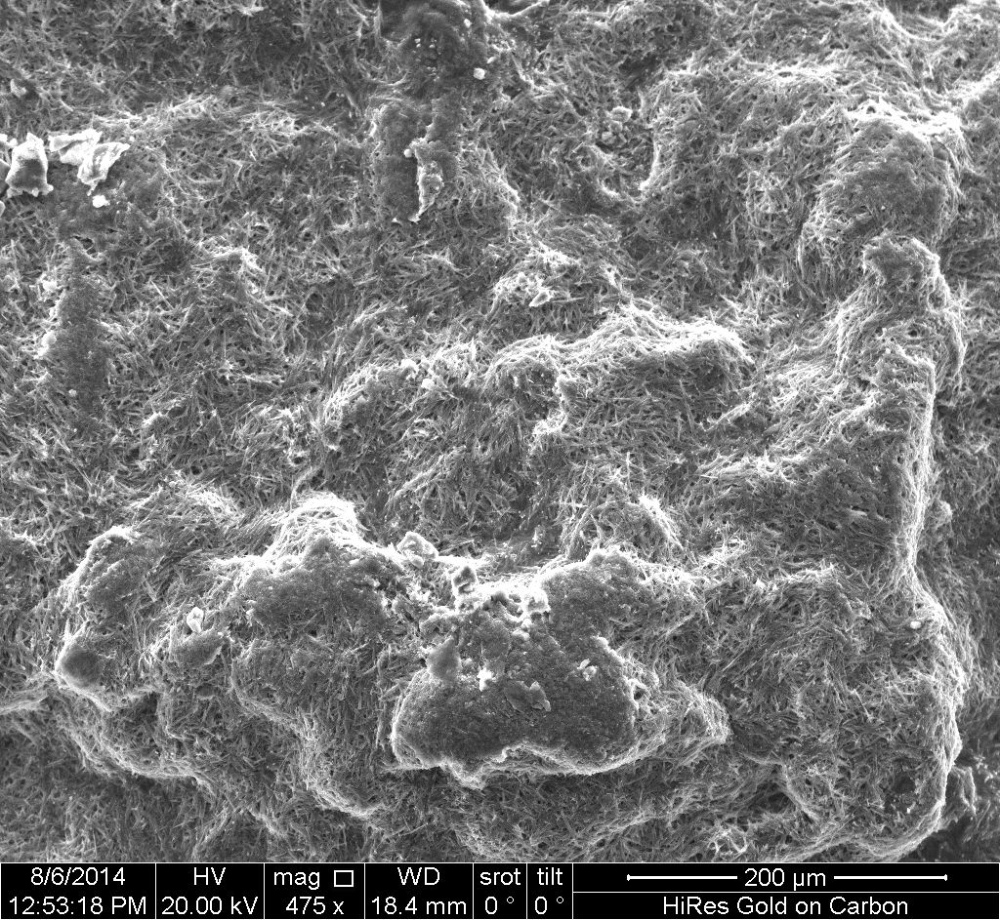 8/6/2014 HV mag □ WD srot tilt 200 µm
12:53:18 PM 20.00 kV 475 x 18.4 mm 0 ° 0 ° HiRes Gold on Carbon